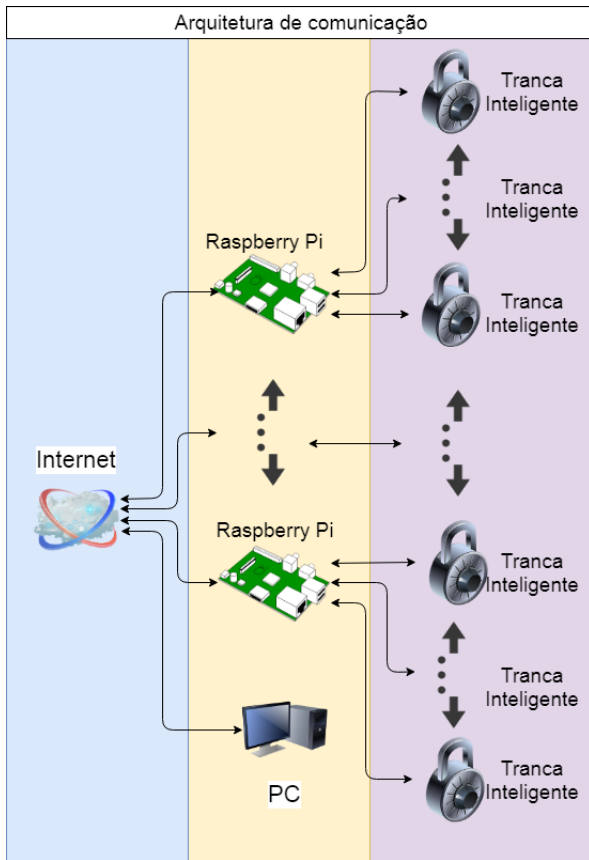 Arquitetura de comunicação
Tranca
Inteligente
Tranca
Inteligente
Raspberry Pi
Tranca
Inteligente
Internet
Raspberry Pi
Tranca
Inteligente
Tranca
Inteligente
PC
Tranca
Inteligente